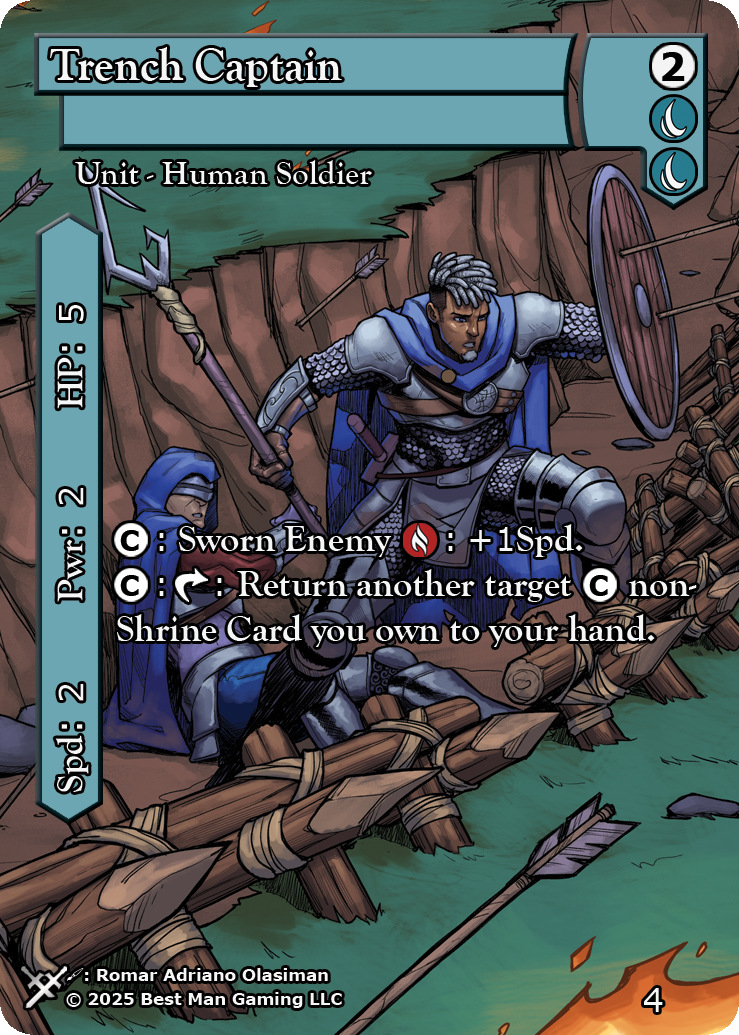 Trench Captain
2
Unit - Human Soldier
HP: 5
Pwr: 2
Spd: 2
C: Sworn Enemy : +1Spd.
C: : Return another target C non-
Shrine Card you own to your hand.
: Romar Adriano Olasiman
© 2025 Best Man Gaming LLC
4